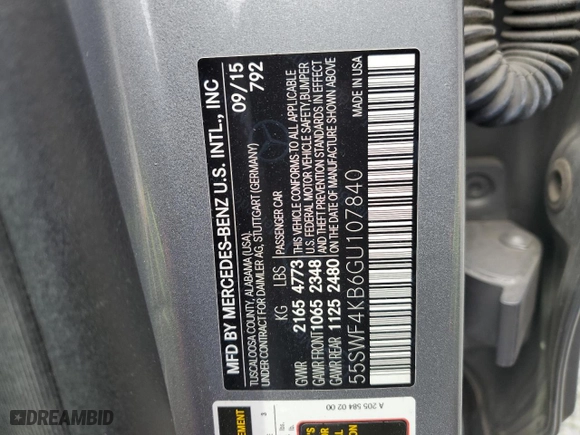 MFD BY MERCEDES-BENZ U.S. INTL., INC
TUSCALOOSA COUNTY, ALABAMA (USA),
UNDER CONTRACT FOR DAIMLER AG, STUTTGART (GERMANY)
09/15
792
KG LBS PASSENGER CAR
GVWR 2165 4773
GAWR FRONT 1065 2348
GAWR REAR 1125 2480
THIS VEHICLE CONFORMS TO ALL APPLICABLE
U.S. FEDERAL MOTOR VEHICLE SAFETY, BUMPER
AND THEFT PREVENTION STANDARDS IN EFFECT
ON THE DATE OF MANUFACTURE SHOWN ABOVE
MADE IN USA
55SWF4KB6GU107840
A 205 584 02 00
3
lbs.
DREAMBID